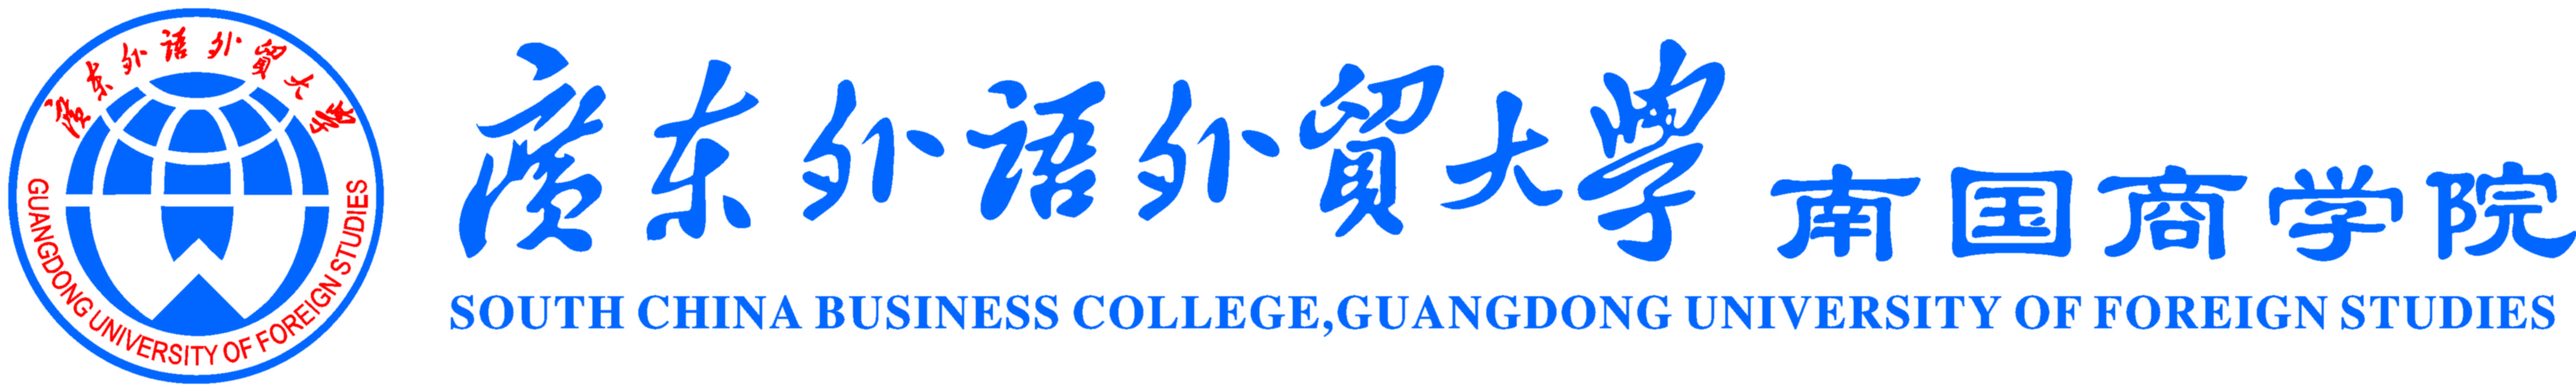 廣东外语外貿大學
GUANGDONG UNIVERSITY OF FOREIGN STUDIES
廣东外語外貿大學 南国商学院
SOUTH CHINA BUSINESS COLLEGE,GUANGDONG UNIVERSITY OF FOREIGN STUDIES